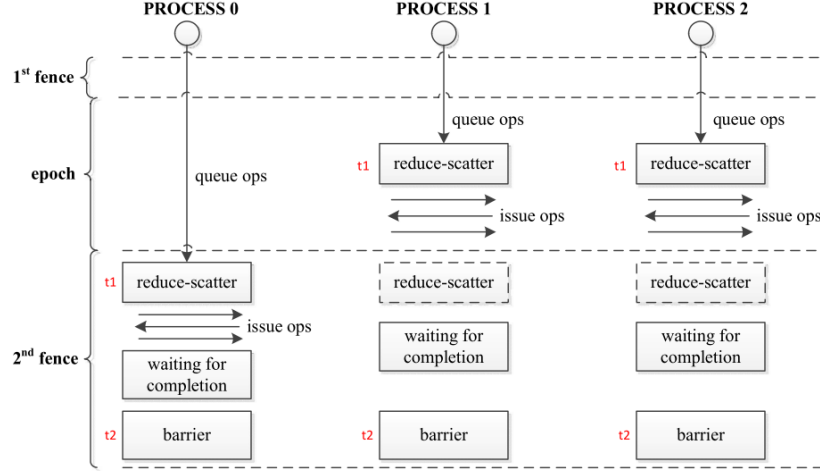 PROCESS 0 PROCESS 1 PROCESS 2
1st fence
queue ops queue ops
t1 reduce-scatter t1 reduce-scatter
epoch queue ops
issue ops issue ops
t1 reduce-scatter reduce-scatter reduce-scatter
issue ops
2nd fence waiting for completion waiting for completion waiting for completion
t2 barrier t2 barrier t2 barrier